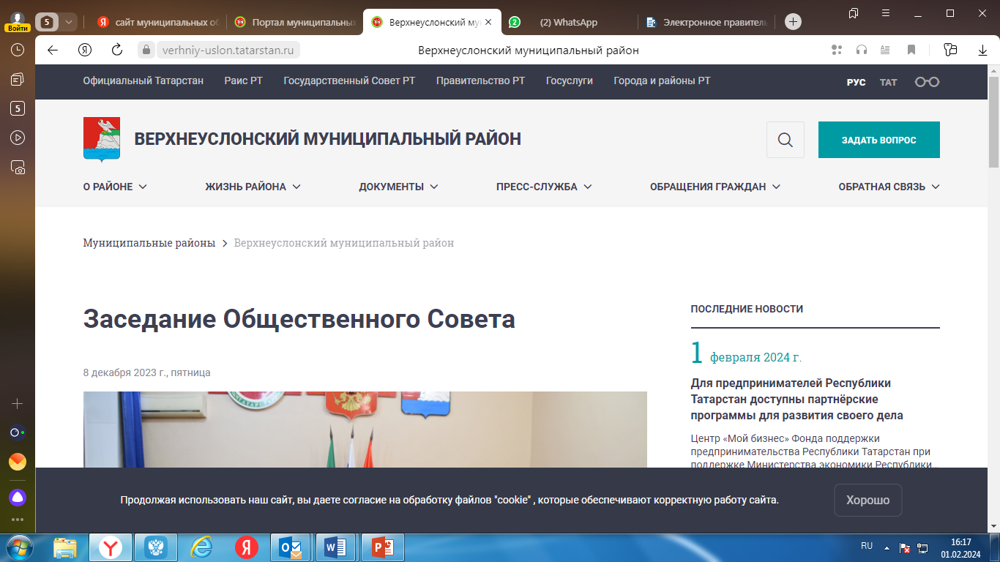 Войти
5
сайт муниципальных об
Портал муниципальных
Верхнеуслонский му
2
(2) WhatsApp
Электронное правитель
verhniy-uslon.tatarstan.ru
Верхнеуслонский муниципальный район
5
Официальный Татарстан
Раис РТ
Государственный Совет РТ
Правительство РТ
Госуслуги
Города и районы РТ
РУС
ТАТ
ВЕРХНЕУСЛОНСКИЙ МУНИЦИПАЛЬНЫЙ РАЙОН
ЗАДАТЬ ВОПРОС
О РАЙОНЕ
ЖИЗНЬ РАЙОНА
ДОКУМЕНТЫ
ПРЕСС-СЛУЖБА
ОБРАЩЕНИЯ ГРАЖДАН
ОБРАТНАЯ СВЯЗЬ
Муниципальные районы
Верхнеуслонский муниципальный район
Заседание Общественного Совета
8 декабря 2023 г., пятница
ПОСЛЕДНИЕ НОВОСТИ
1 февраля 2024 г.
Для предпринимателей Республики
Татарстан доступны партнёрские
программы для развития своего дела
Центр «Мой бизнес» Фонда поддержки
предпринимательства Республики Татарстан при
поддержке Министерства экономики Республики...
Продолжая использовать наш сайт, вы даете согласие на обработку файлов "cookie" , которые обеспечивают корректную работу сайта.
Хорошо
RU
16:17
01.02.2024